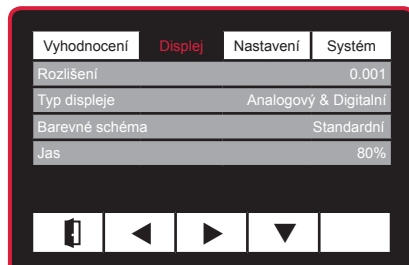 Vyhodnocení Displej Nastavení Systém
Rozlišení 0.001
Typ displeje Analogový & Digitalní
Barevné schéma Standardní
Jas 80%